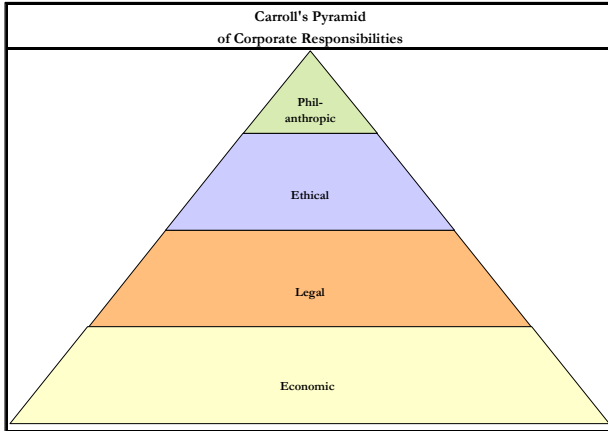 Carroll's Pyramid
of Corporate Responsibilities
Phil-
anthropic
Ethical
Legal
Economic